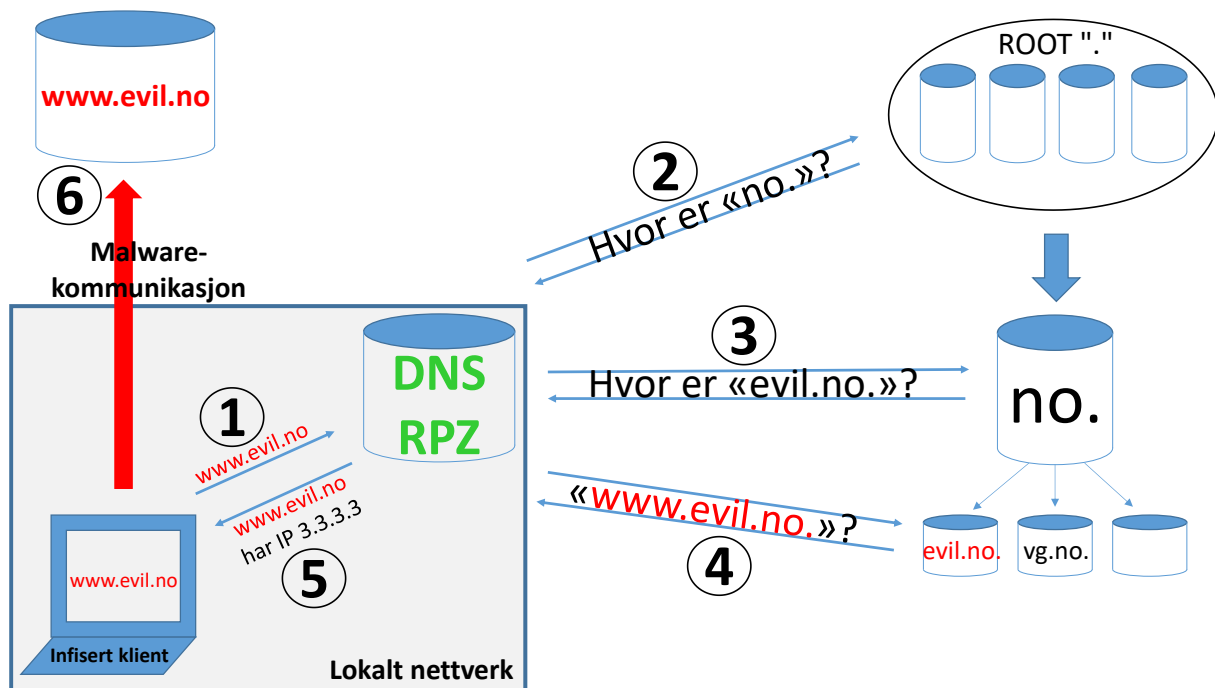 www.evil.no
6
Malware-
kommunikasjon
ROOT "."
2
Hvor er «no.»?
DNS
RPZ
3
Hvor er «evil.no.»?
no.
1
www.evil.no
www.evil.no
har IP 3.3.3.3
5
«www.evil.no.»?
4
evil.no.
vg.no.
www.evil.no
Infisert klient
Lokalt nettverk